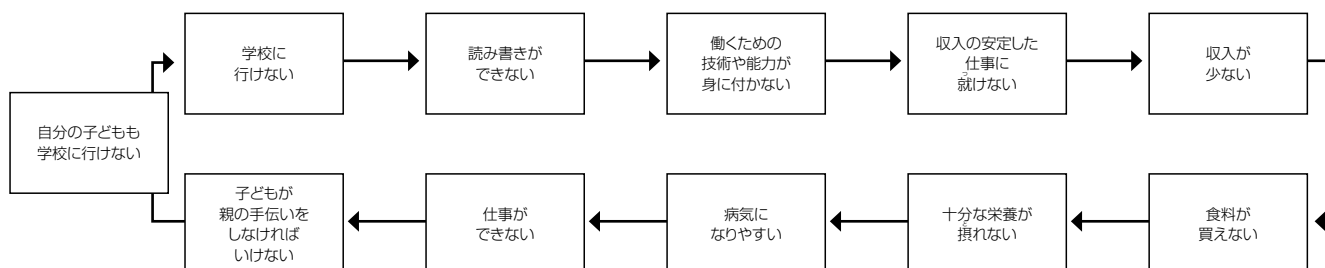 学校に
行けない
読み書きが
できない
働くための
技術や能力が
身に付かない
収入の安定した
仕事に
就けない
つ
収入が
少ない
食料が
買えない
十分な栄養が
摂れない
と
病気に
なりやすい
仕事が
できない
子どもが
親の手伝いを
しなければ
いけない
自分の子どもも
学校に行けない